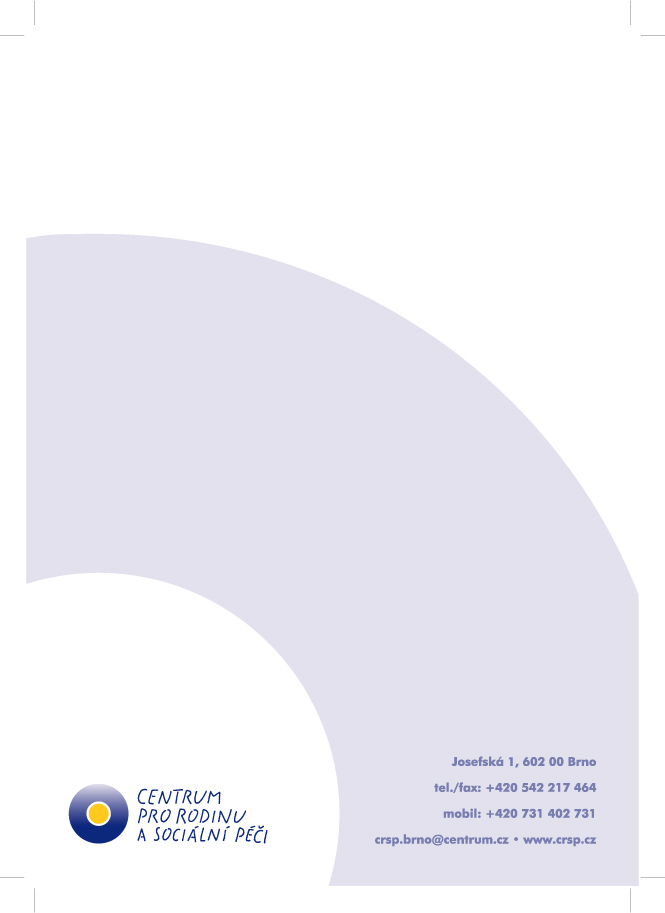 Josefská 1, 602 00 Brno
tel./fax: +420 542 217 464
mobil: +420 731 402 731
crsp.brno@centrum.cz • www.crsp.cz
CENTRUM
PRO RODINU
A SOCIÁLNÍ PÉČI